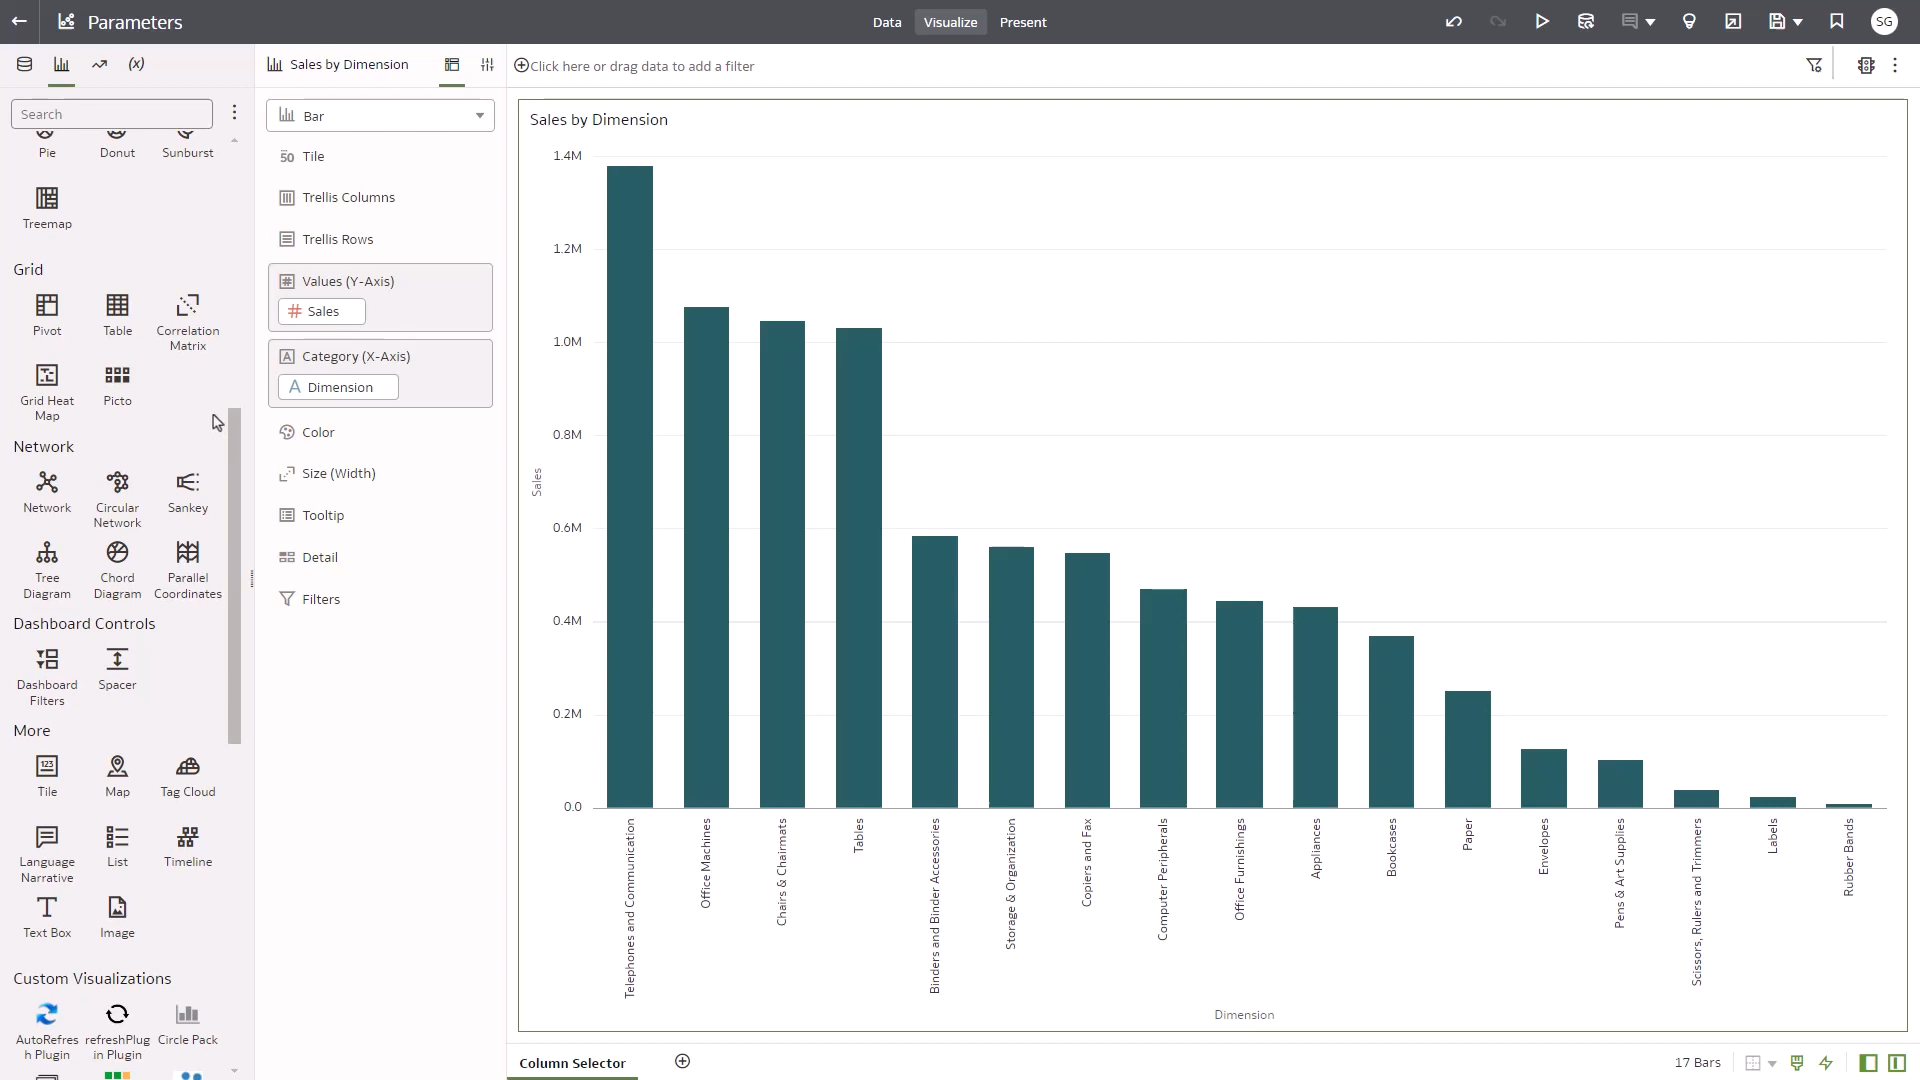 Parameters
Data
Visualize
Present
SG
(x)
Sales by Dimension
Click here or drag data to add a filter
Search
Pie
Donut
Sunburst
Treemap
Grid
Pivot
Table
Correlation
Matrix
Grid Heat
Map
Picto
Network
Network
Circular
Network
Sankey
Tree
Diagram
Chord
Diagram
Parallel
Coordinates
Dashboard Controls
Dashboard
Filters
Spacer
More
123
Tile
Map
Tag Cloud
Language
Narrative
List
Timeline
Text Box
Image
Custom Visualizations
AutoRefres
h Plugin
refreshPlug
in Plugin
Circle Pack
Bar
50 Tile
Trellis Columns
Trellis Rows
Values (Y-Axis)
# Sales
A Category (X-Axis)
A Dimension
Color
Size (Width)
Tooltip
Detail
Filters
Sales by Dimension
1.4M
1.2M
1.0M
0.8M
0.6M
0.4M
0.2M
0.0
Sales
Telephones and Communication
Office Machines
Chairs & Chairmats
Tables
Binders and Binder Accessories
Storage & Organization
Copiers and Fax
Computer Peripherals
Office Furnishings
Appliances
Bookcases
Paper
Envelopes
Pens & Art Supplies
Scissors, Rulers and Trimmers
Labels
Rubber Bands
Dimension
Column Selector
17 Bars